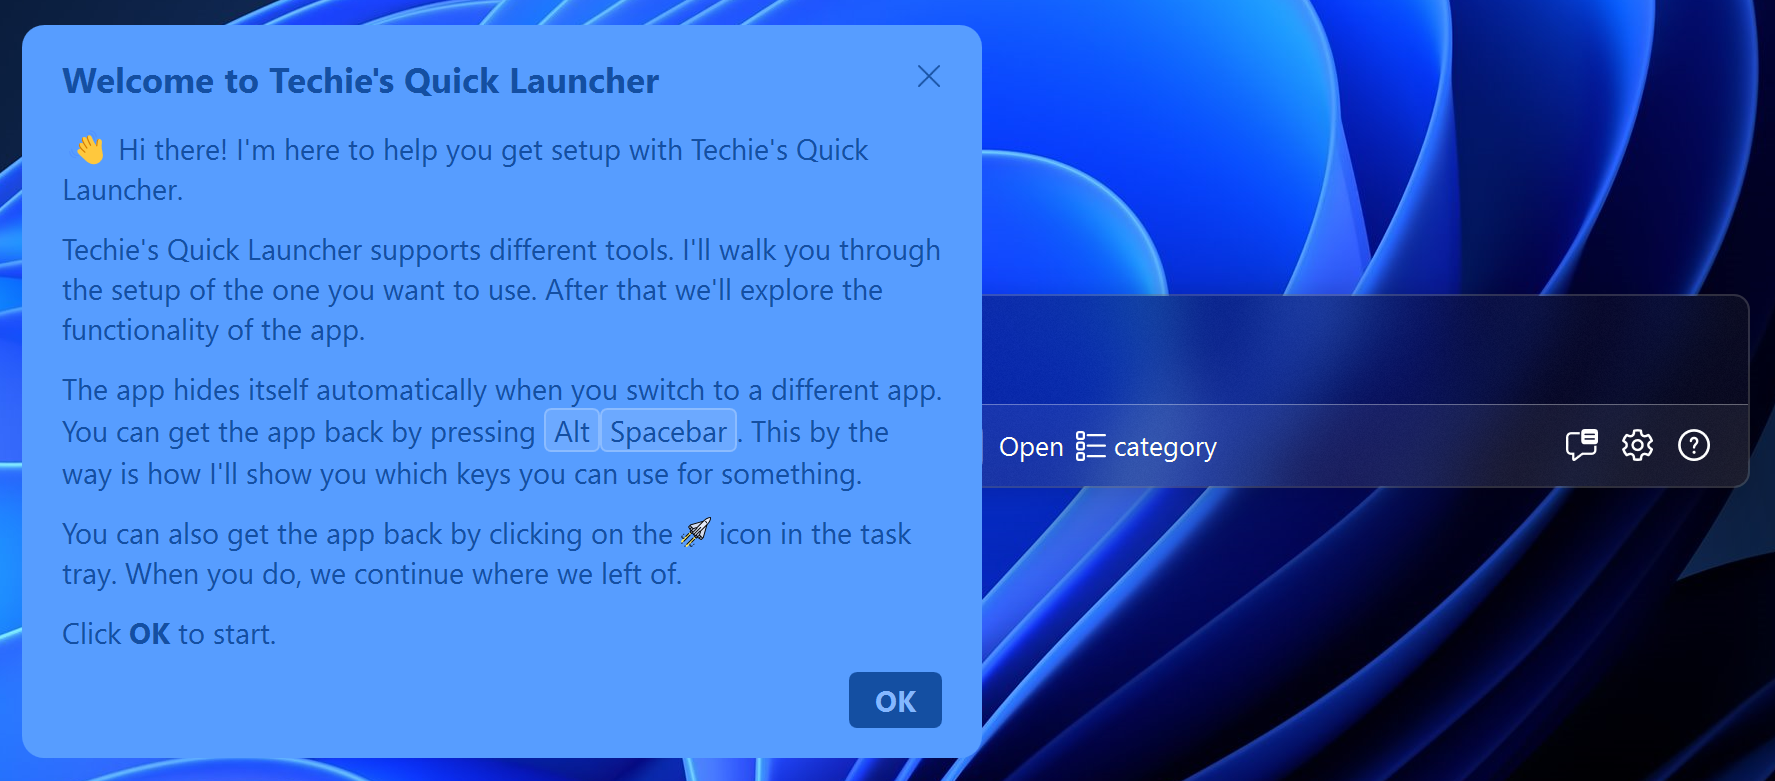 Welcome to Techie's Quick Launcher
👋 Hi there! I'm here to help you get setup with Techie's Quick
Launcher.
Techie's Quick Launcher supports different tools. I'll walk you through
the setup of the one you want to use. After that we'll explore the
functionality of the app.
The app hides itself automatically when you switch to a different app.
You can get the app back by pressing Alt Spacebar. This by the
way is how I'll show you which keys you can use for something.
You can also get the app back by clicking on the icon in the task
tray. When you do, we continue where we left of.
Click OK to start.
OK
Open category